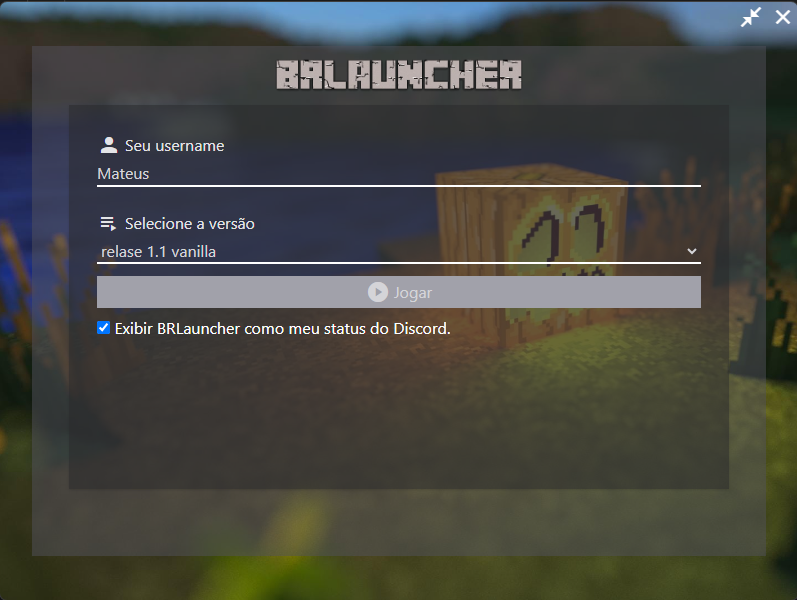 BRLAUNCHER
Seu username
Mateus
Selecione a versão
relase 1.1 vanilla
Jogar
Exibir BRLauncher como meu status do Discord.